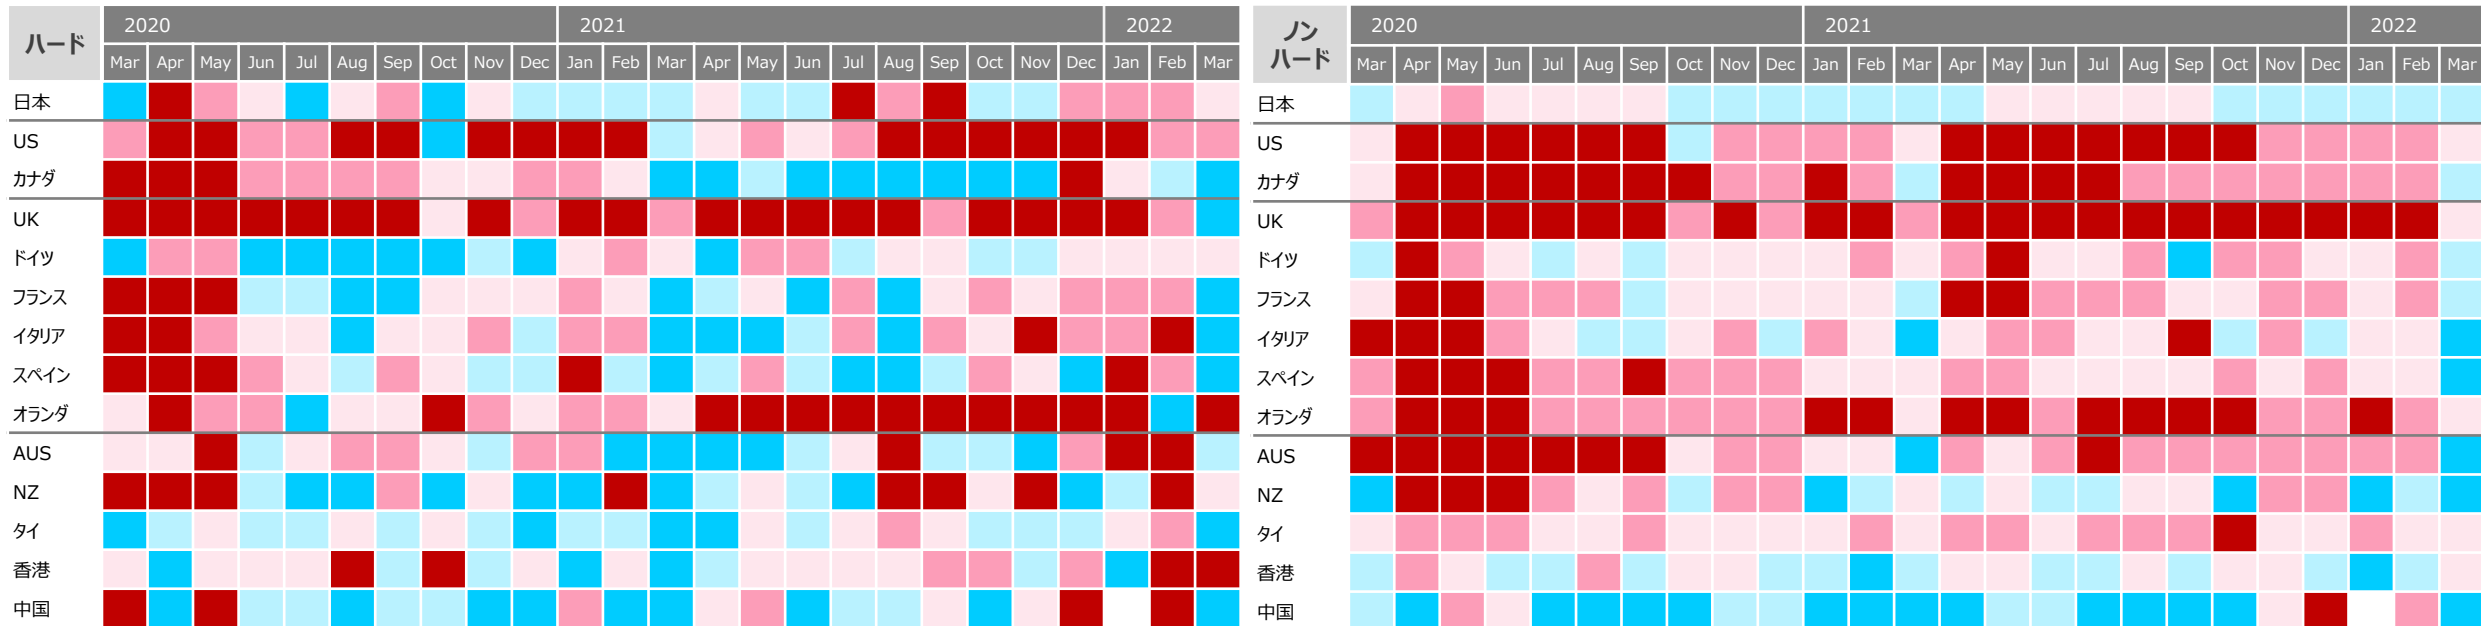 ハード 2020 2021 2022
Mar Apr May Jun Jul Aug Sep Oct Nov Dec Jan Feb Mar Apr May Jun Jul Aug Sep Oct Nov Dec Jan Feb Mar
日本
US
カナダ
UK
ドイツ
フランス
イタリア
スペイン
オランダ
AUS
NZ
タイ
香港
中国
ノン
ハード
2020 2021 2022
Mar Apr May Jun Jul Aug Sep Oct Nov Dec Jan Feb Mar Apr May Jun Jul Aug Sep Oct Nov Dec Jan Feb Mar
日本
US
カナダ
UK
ドイツ
フランス
イタリア
スペイン
オランダ
AUS
NZ
タイ
香港
中国